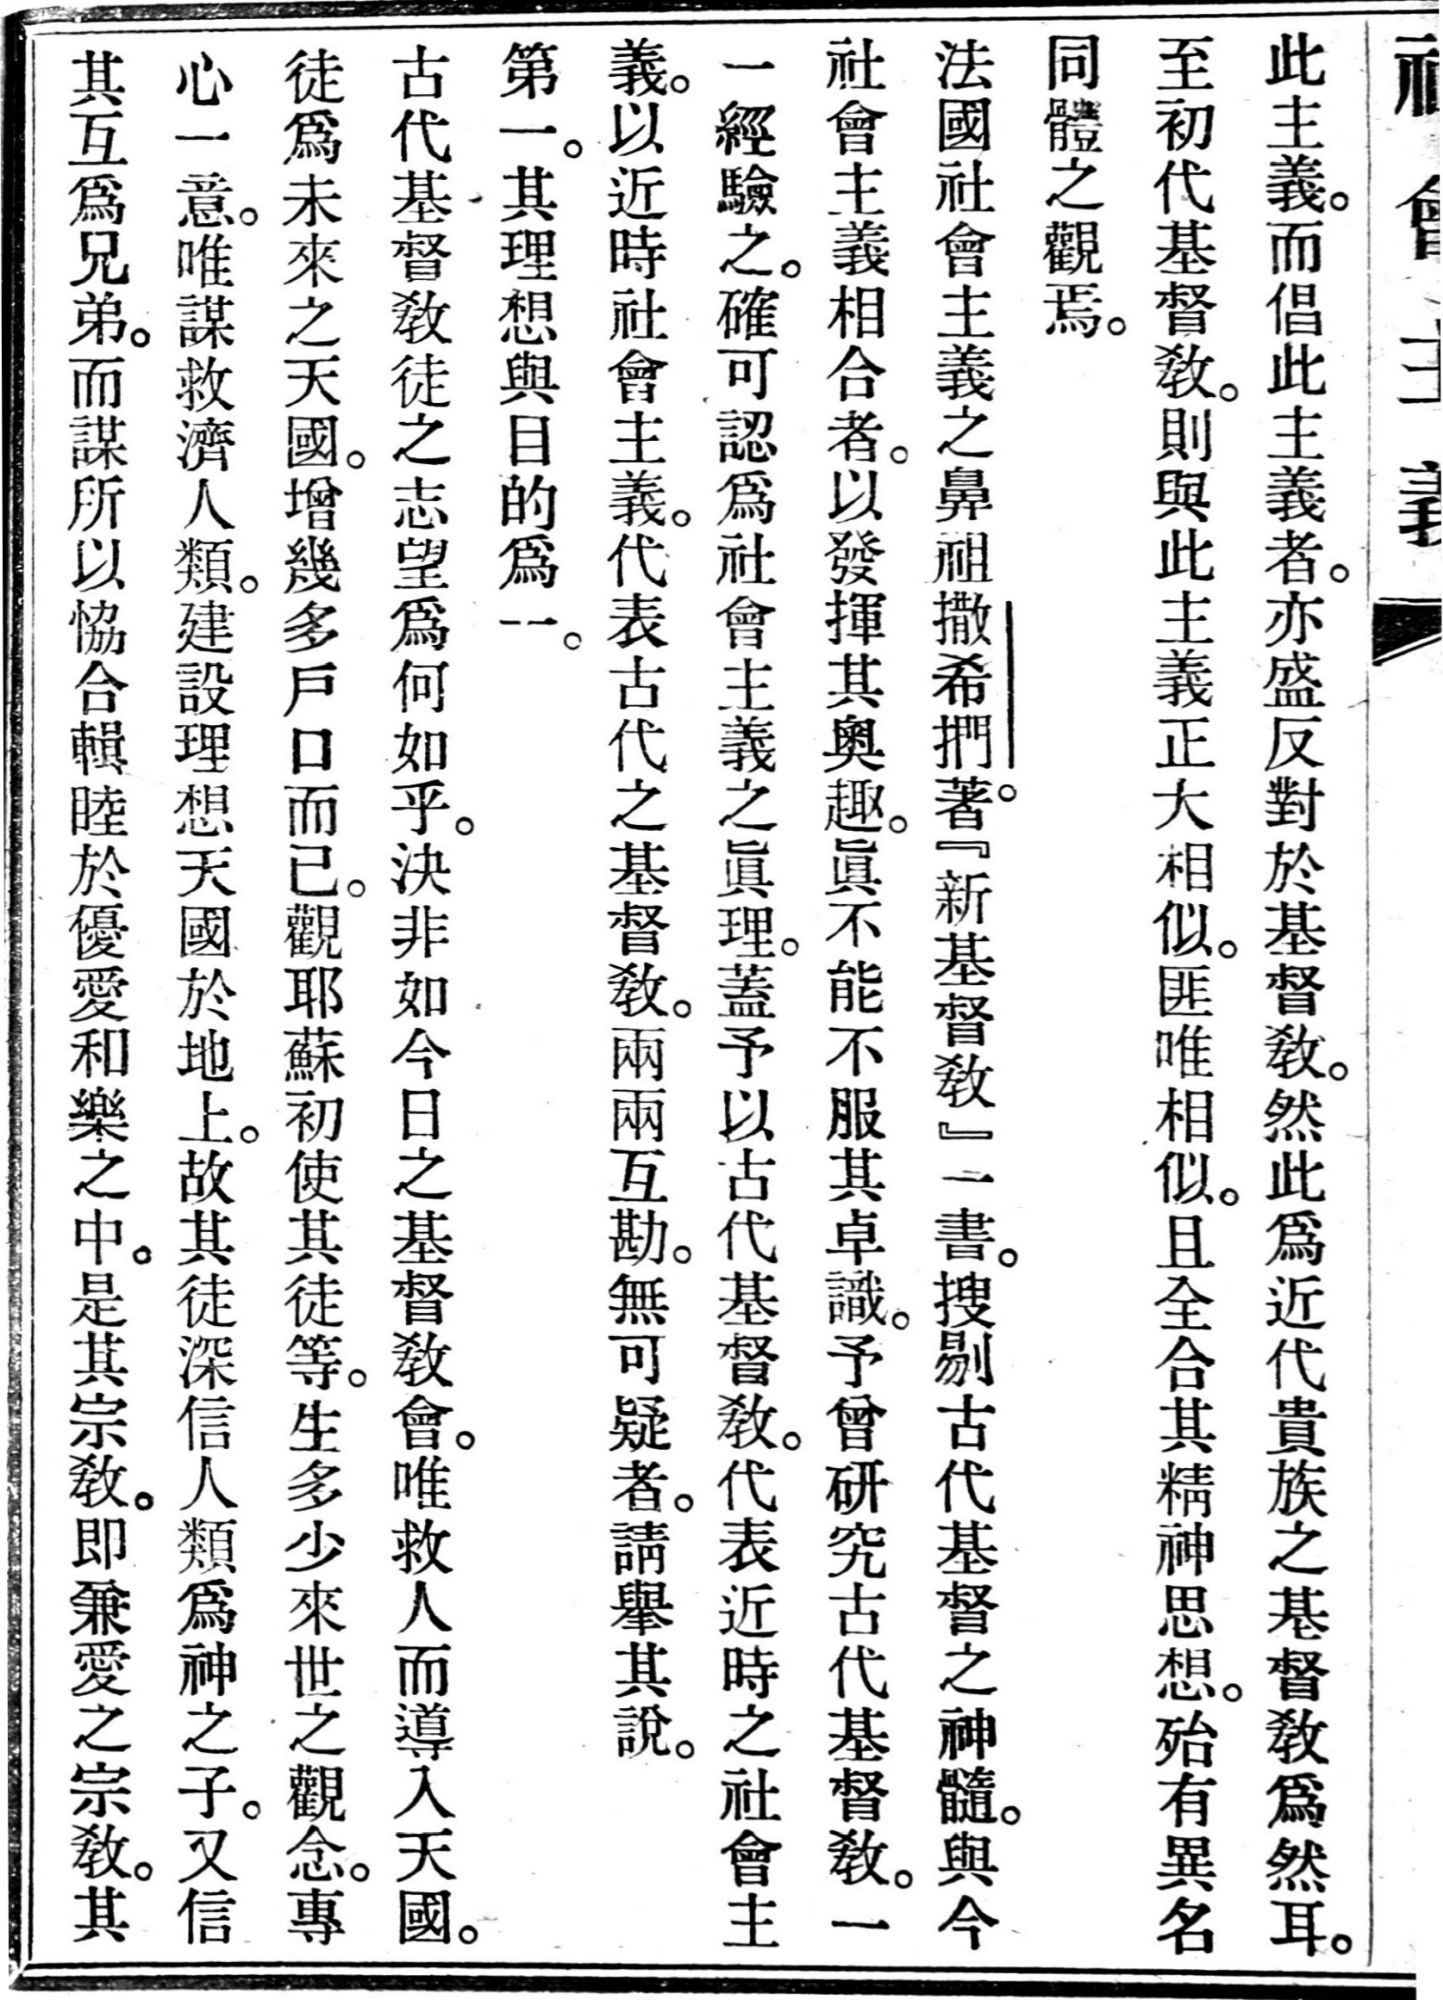 社會主義
此主義。而倡此主義者。亦盛反對於基督敎。然此爲近代貴族之基督敎爲然耳。
至初代基督敎。則與此主義正大相似。匪唯相似。且全合其精神思想。殆有異名
同體之觀焉。
法國社會主義之鼻祖撒希捫。著『新基督敎』一書。搜剔古代基督之神髓。與今
社會主義相合者。以發揮其奧趣。眞不能不服其卓識。予曾研究古代基督敎。一
一經驗之。確可認爲社會主義之眞理。蓋予以古代基督敎。代表近時之社會主
義。以近時社會主義。代表古代之基督敎。兩兩互勘。無可疑者。請舉其說。
第一。其理想與目的爲一。
古代基督敎徒之志望爲何如乎。決非如今日之基督敎會。唯救人而導入天國。
徒爲未來之天國。增幾多戶口而已。觀耶蘇初使其徒等。生多少來世之觀念。專
心一意。唯謀救濟人類。建設理想天國於地上。故其徒深信人類爲神之子。又信
其互爲兄弟。而謀所以恊合輯睦於優愛和樂之中。是其宗敎。即兼愛之宗敎。其